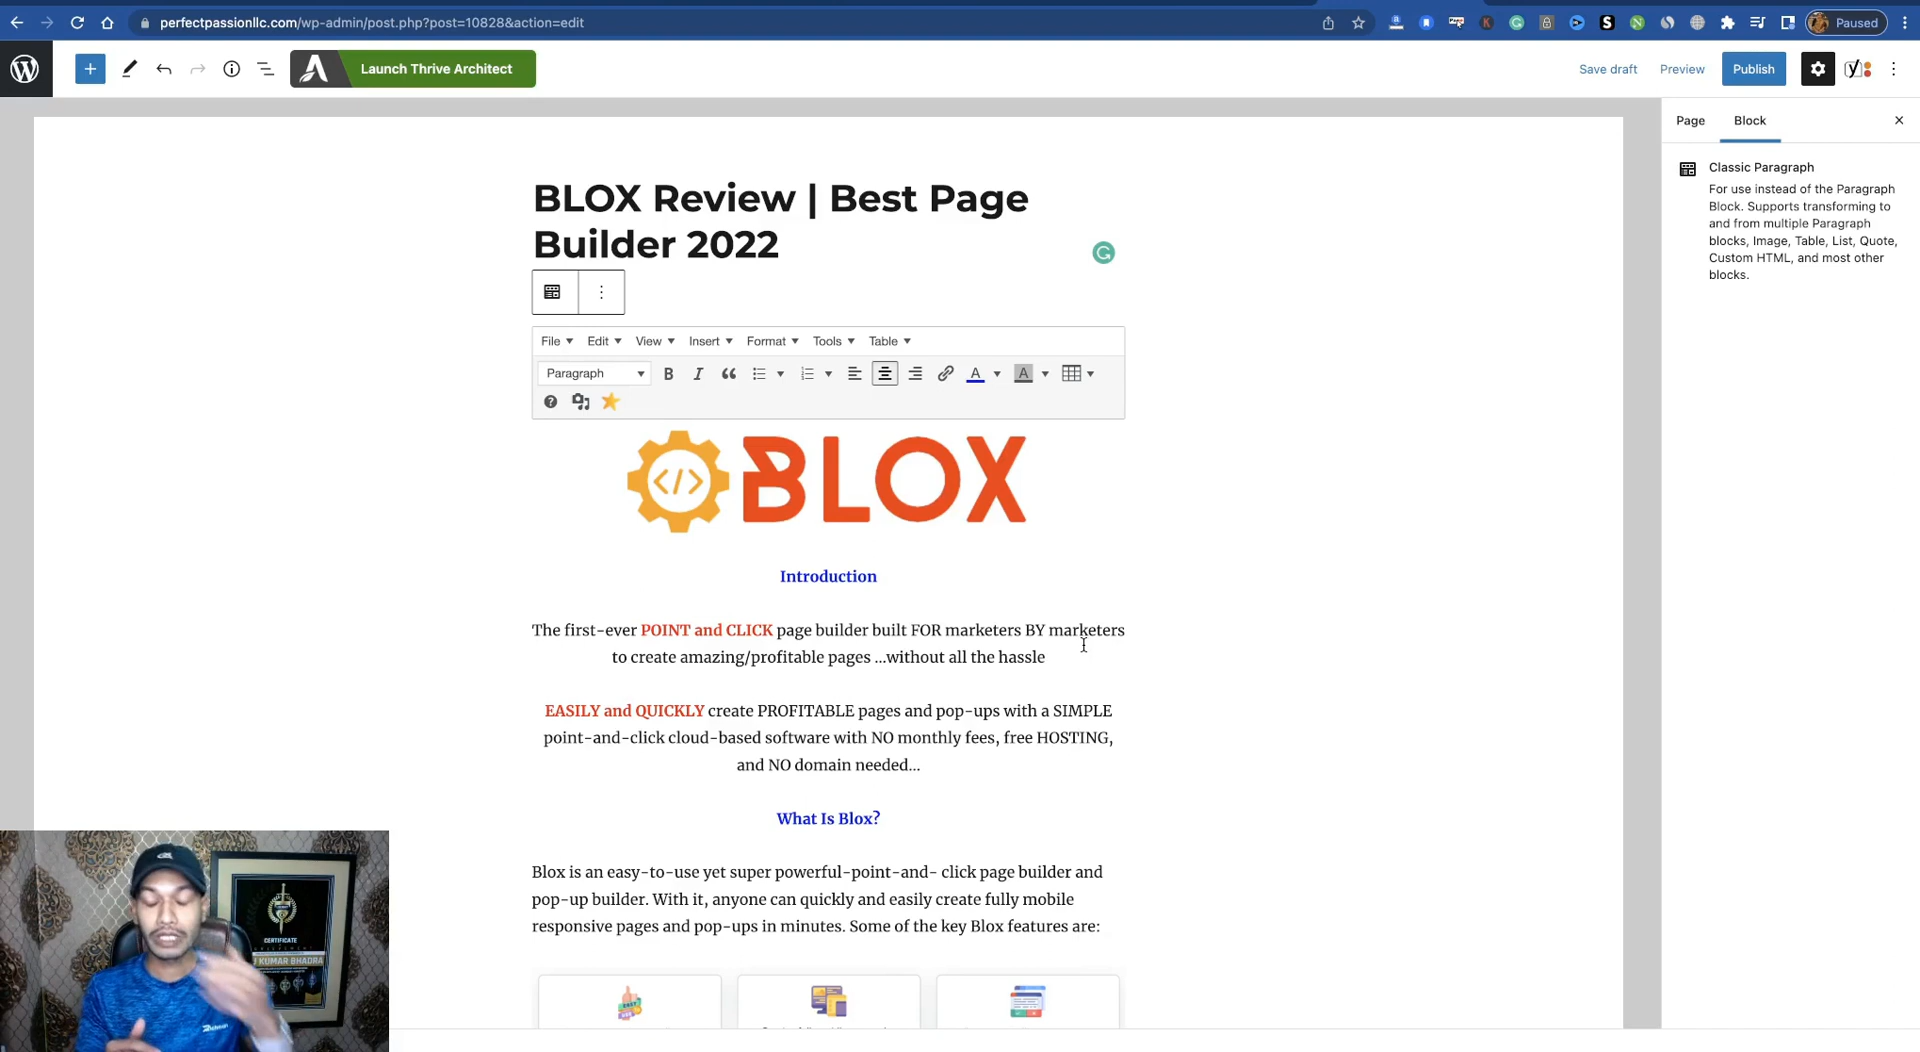 perfectpassionllc.com/wp-admin/post.php?post=10828&action=edit
Paused
Launch Thrive Architect
Save draft
Preview
Publish
Page
Block
Classic Paragraph
For use instead of the Paragraph
Block. Supports transforming to
and from multiple Paragraph
blocks, Image, Table, List, Quote,
Custom HTML, and most other
blocks.
BLOX Review | Best Page
Builder 2022
File Edit View Insert Format Tools Table
Paragraph
BLOX
Introduction
The first-ever POINT and CLICK page builder built FOR marketers BY marketers
to create amazing/profitable pages ...without all the hassle
EASILY and QUICKLY create PROFITABLE pages and pop-ups with a SIMPLE
point-and-click cloud-based software with NO monthly fees, free HOSTING,
and NO domain needed...
What Is Blox?
Blox is an easy-to-use yet super powerful-point-and- click page builder and
pop-up builder. With it, anyone can quickly and easily create fully mobile
responsive pages and pop-ups in minutes. Some of the key Blox features are:
CERTIFICATE
KUMAR BHADRA